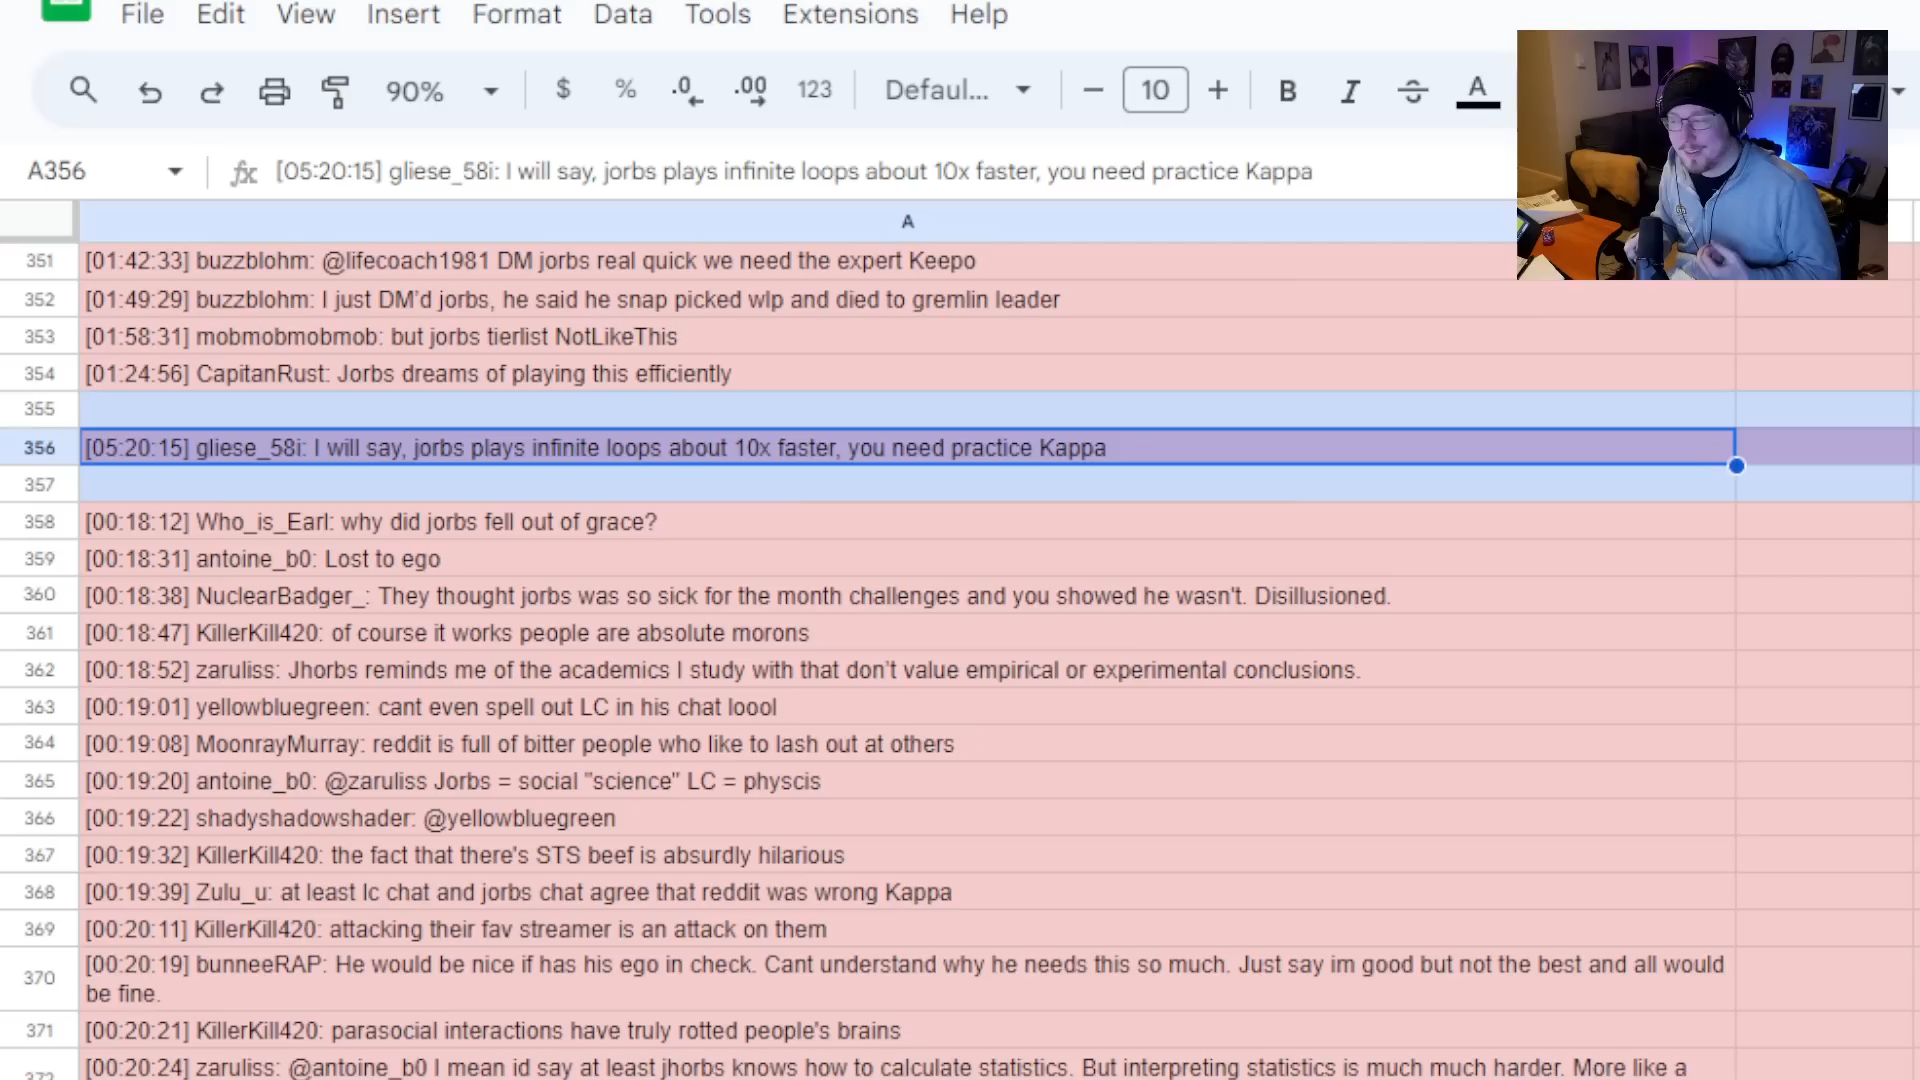 File Edit View Insert Format Data Tools Extensions Help
90% $ % .0 .00 123 Defaul... − 10 + B I S A
A356 fx [05:20:15] gliese_58i: I will say, jorbs plays infinite loops about 10x faster, you need practice Kappa
A
351 [01:42:33] buzzblohm: @lifecoach1981 DM jorbs real quick we need the expert Keepo
352 [01:49:29] buzzblohm: I just DM'd jorbs, he said he snap picked wlp and died to gremlin leader
353 [01:58:31] mobmobmobmob: but jorbs tierlist NotLikeThis
354 [01:24:56] CapitanRust: Jorbs dreams of playing this efficiently
355
356 [05:20:15] gliese_58i: I will say, jorbs plays infinite loops about 10x faster, you need practice Kappa
357
358 [00:18:12] Who_is_Earl: why did jorbs fell out of grace?
359 [00:18:31] antoine_b0: Lost to ego
360 [00:18:38] NuclearBadger_: They thought jorbs was so sick for the month challenges and you showed he wasn't. Disillusioned.
361 [00:18:47] KillerKill420: of course it works people are absolute morons
362 [00:18:52] zaruliss: Jhorbs reminds me of the academics I study with that don't value empirical or experimental conclusions.
363 [00:19:01] yellowbluegreen: cant even spell out LC in his chat loool
364 [00:19:08] MoonrayMurray: reddit is full of bitter people who like to lash out at others
365 [00:19:20] antoine_b0: @zaruliss Jorbs = social "science" LC = physcis
366 [00:19:22] shadyshadowshader: @yellowbluegreen
367 [00:19:32] KillerKill420: the fact that there's STS beef is absurdly hilarious
368 [00:19:39] Zulu_u: at least lc chat and jorbs chat agree that reddit was wrong Kappa
369 [00:20:11] KillerKill420: attacking their fav streamer is an attack on them
370 [00:20:19] bunneeRAP: He would be nice if has his ego in check. Cant understand why he needs this so much. Just say im good but not the best and all would
be fine.
371 [00:20:21] KillerKill420: parasocial interactions have truly rotted people's brains
372 [00:20:24] zaruliss: @antoine_b0 I mean id say at least jhorbs knows how to calculate statistics. But interpreting statistics is much much harder. More like a